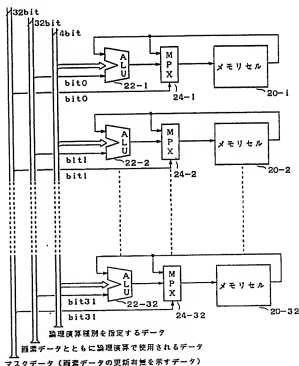 32bit
32bit
4bit
ALU
MPX
メモリセル
bit0
22-1
20-1
bit0
24-1
ALU
MPX
メモリセル
bit1
22-2
20-2
bit1
24-2
ALU
MPX
メモリセル
bit31
22-32
20-32
bit31
24-32
論理演算種別を指定するデータ
画素データとともに論理演算で使用されるデータ
マスクデータ(画素データの更新有無を示すデータ)